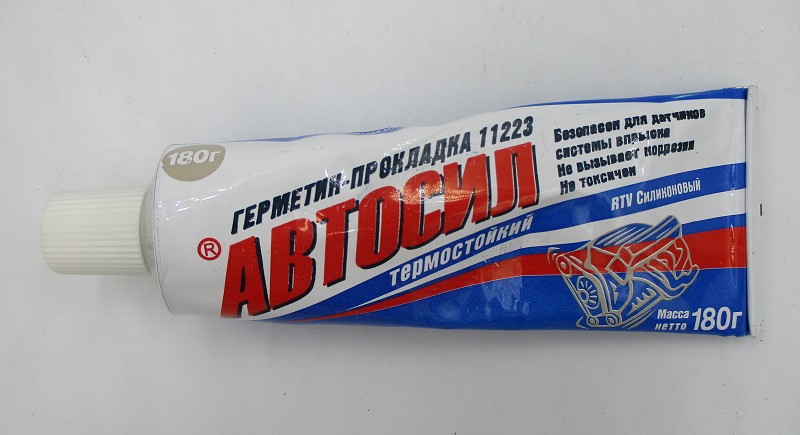 180г
ГЕРМЕТИК-ПРОКЛАДКА 11223
® АВТОСИЛ
термостойкий
Безопасен для датчиков
системы впрыска
Не вызывает коррозии
Не токсичен
RTV Силиконовый
Масса
нетто 180г